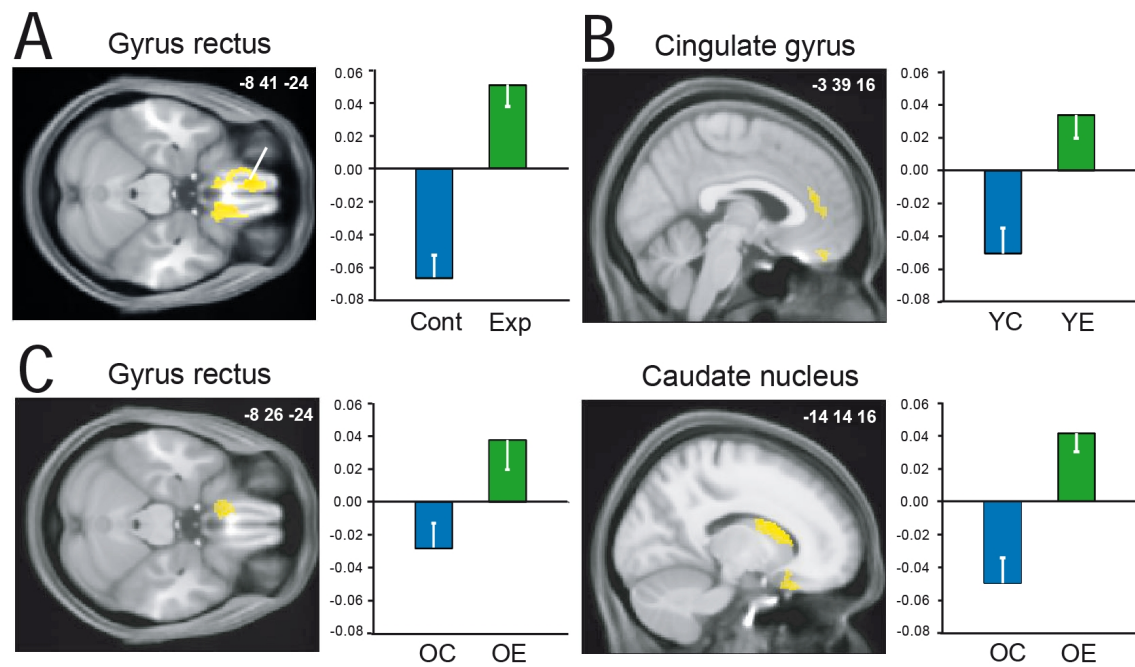 A
Gyrus rectus
-8 41 -24
0.06
0.04
0.02
0.00
-0.02
-0.04
-0.06
-0.08
Cont Exp
B
Cingulate gyrus
-3 39 16
0.06
0.04
0.02
0.00
-0.02
-0.04
-0.06
-0.08
YC YE
C
Gyrus rectus
-8 26 -24
0.06
0.04
0.02
0.00
-0.02
-0.04
-0.06
-0.08
OC OE
Caudate nucleus
-14 14 16
0.06
0.04
0.02
0.00
-0.02
-0.04
-0.06
-0.08
OC OE